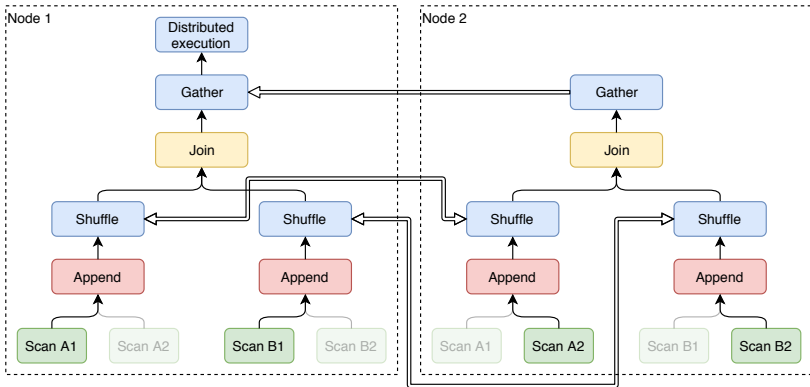 Node 1
Node 2
Distributed
execution
Gather
Gather
Join
Join
Shuffle
Shuffle
Shuffle
Shuffle
Append
Append
Append
Append
Scan A1
Scan A2
Scan B1
Scan B2
Scan A1
Scan A2
Scan B1
Scan B2